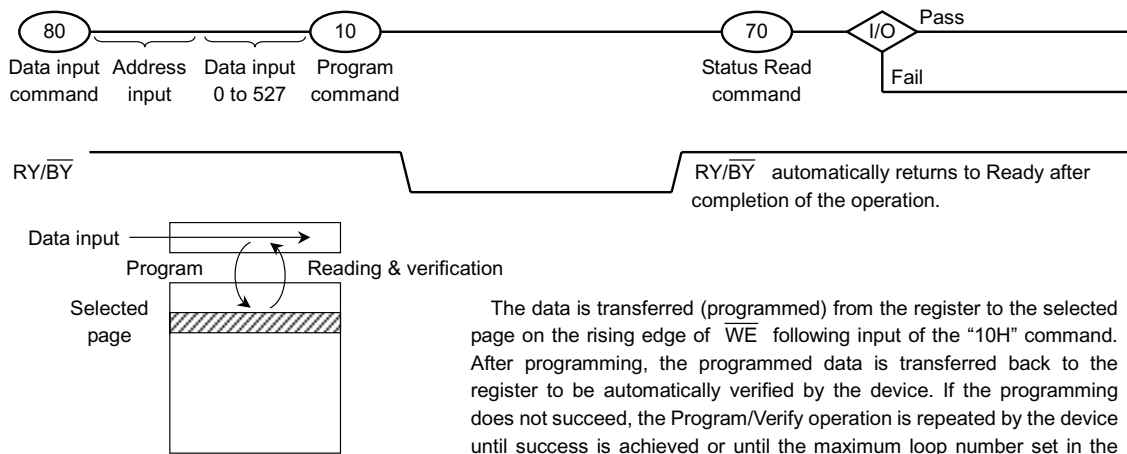 80
10
70
I/O
Pass
Data input
command
Address
input
Data input
0 to 527
Program
command
Status Read
command
Fail
RY/BY
RY/BY automatically returns to Ready after
completion of the operation.
Data input
Program
Reading & verification
Selected
page
The data is transferred (programmed) from the register to the selected
page on the rising edge of WE following input of the “10H” command.
After programming, the programmed data is transferred back to the
register to be automatically verified by the device. If the programming
does not succeed, the Program/Verify operation is repeated by the device
until success is achieved or until the maximum loop number set in the